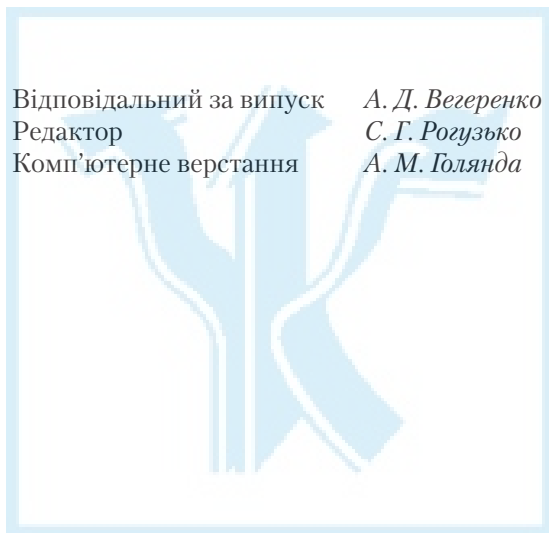 Відповідальний за випуск А. Д. Вегеренко
Редактор С. Г. Рогузько
Комп’ютерне верстання А. М. Голянда